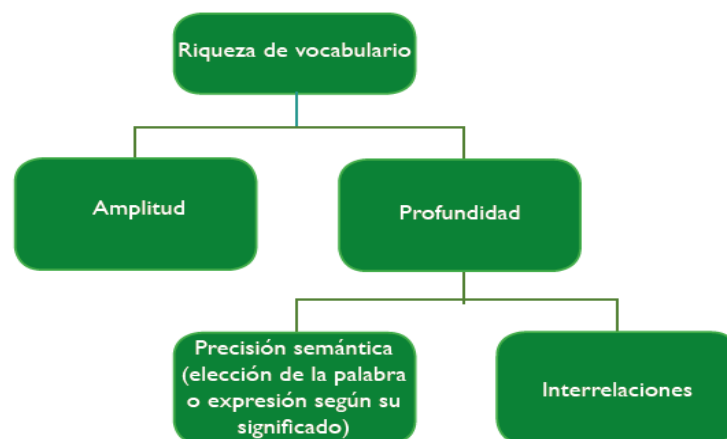 Riqueza de vocabulario
Amplitud
Profundidad
Precisión semántica
(elección de la palabra
o expresión según su
significado)
Interrelaciones